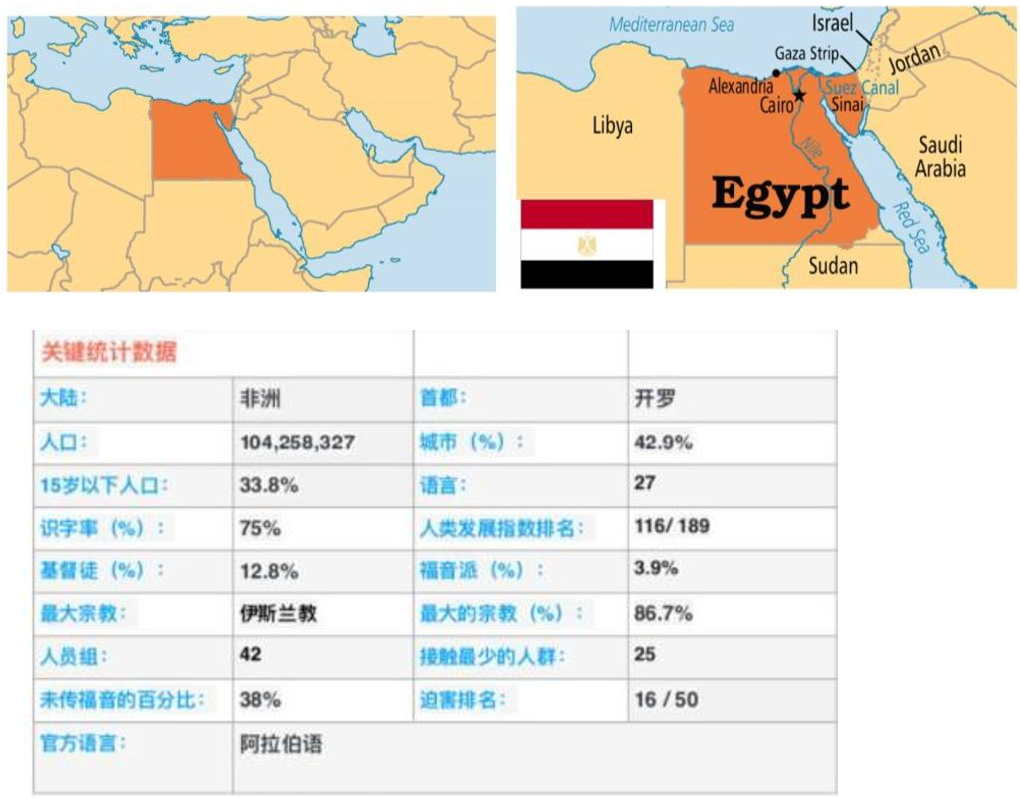 Mediterranean Sea
Israel
Gaza Strip
Jordan
Alexandria
Suez Canal
Cairo
Sinai
Libya
Nile
Saudi
Arabia
Egypt
Red Sea
Sudan
关键统计数据
大陆： 非洲 首都： 开罗
人口： 104,258,327 城市（%）： 42.9%
15岁以下人口： 33.8% 语言： 27
识字率（%）： 75% 人类发展指数排名： 116/ 189
基督徒（%）： 12.8% 福音派（%）： 3.9%
最大宗教： 伊斯兰教 最大的宗教（%）： 86.7%
人员组： 42 接触最少的人群： 25
未传福音的百分比： 38% 迫害排名： 16 / 50
官方语言： 阿拉伯语